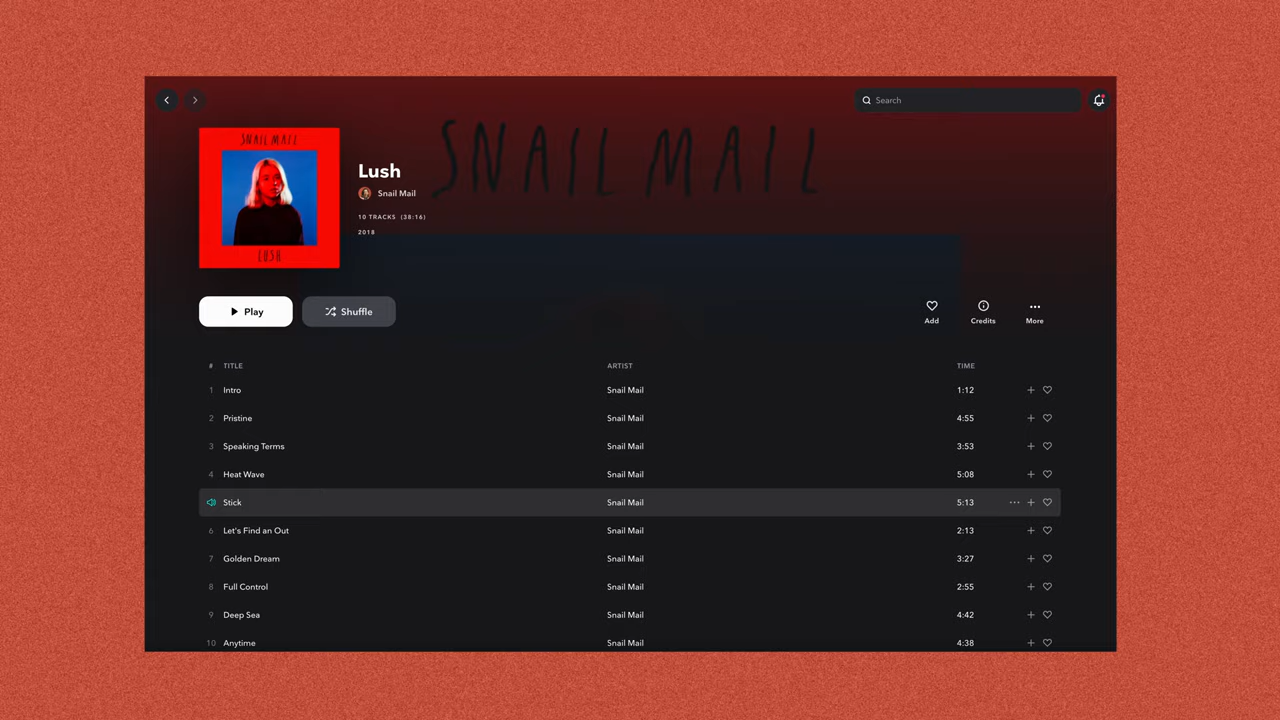 Search
SNAIL MAIL
SNAIL MAIL
LUSH
Lush
Snail Mail
10 TRACKS (38:16)
2018
Play
Shuffle
Add
Credits
More
# TITLE ARTIST TIME
1 Intro Snail Mail 1:12
2 Pristine Snail Mail 4:55
3 Speaking Terms Snail Mail 3:53
4 Heat Wave Snail Mail 5:08
Stick Snail Mail 5:13
6 Let's Find an Out Snail Mail 2:13
7 Golden Dream Snail Mail 3:27
8 Full Control Snail Mail 2:55
9 Deep Sea Snail Mail 4:42
10 Anytime Snail Mail 4:38